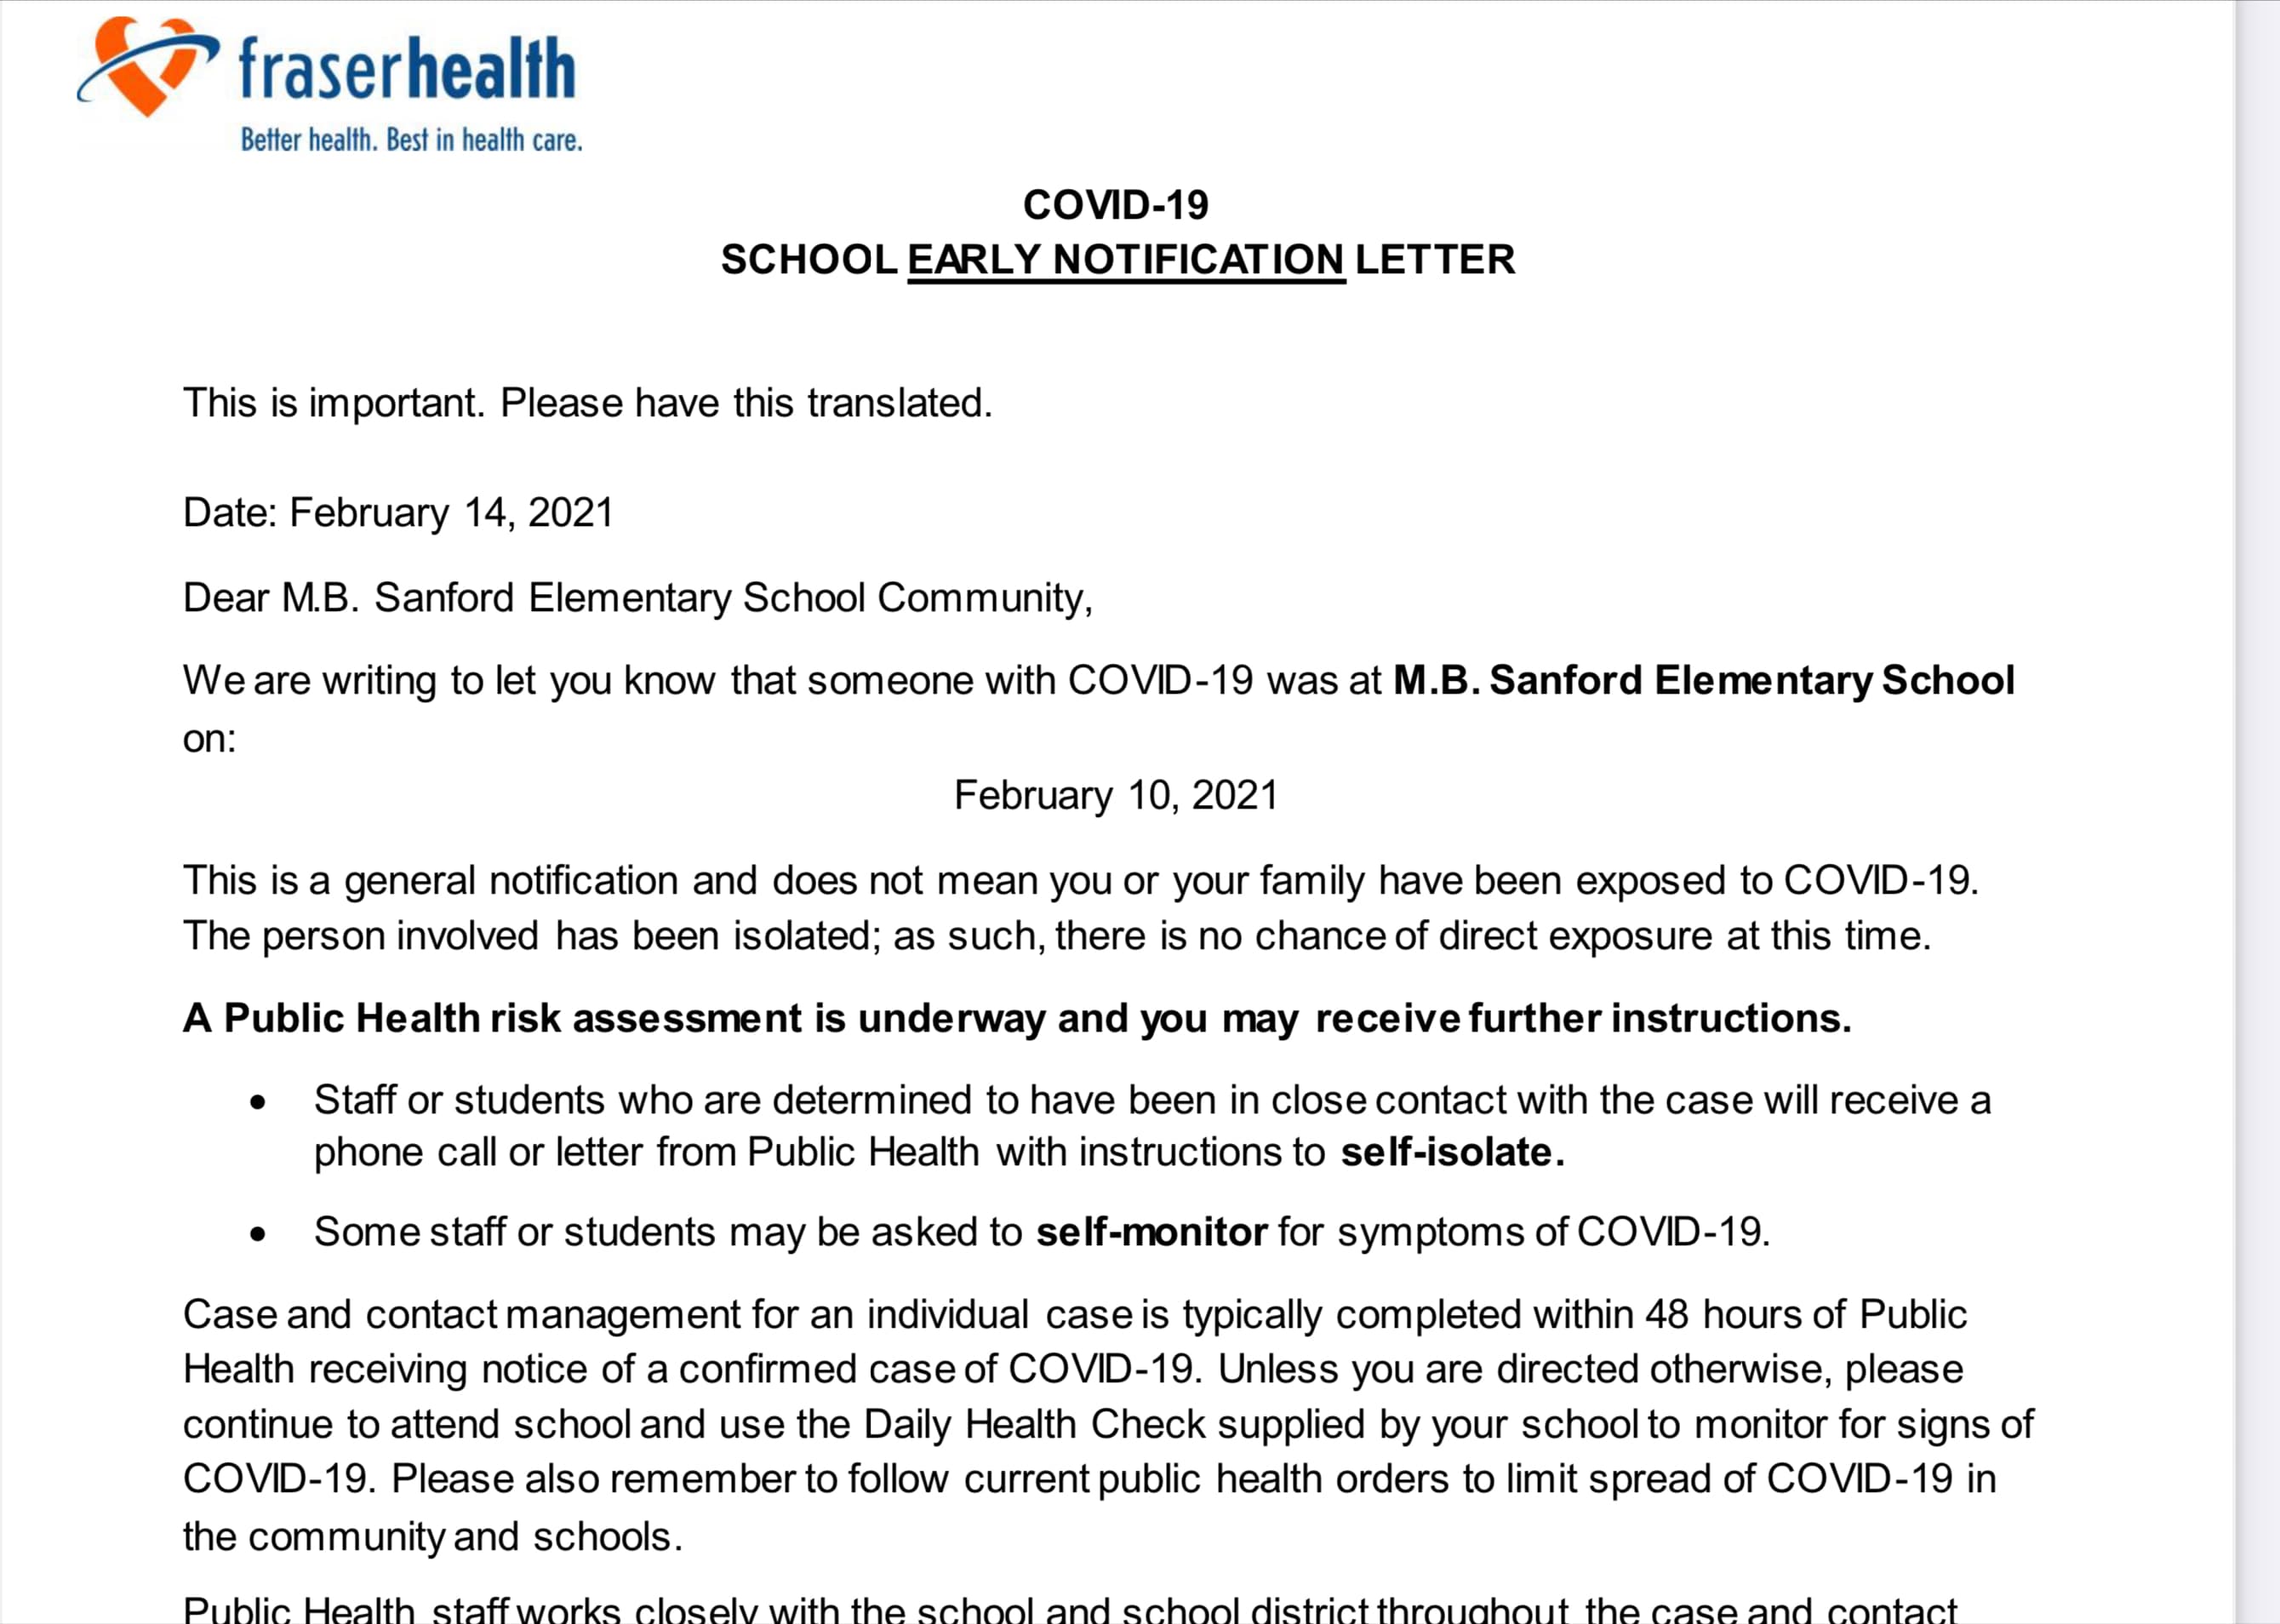 fraserhealth
Better health. Best in health care.
COVID-19
SCHOOL EARLY NOTIFICATION LETTER
This is important. Please have this translated.
Date: February 14, 2021
Dear M.B. Sanford Elementary School Community,
We are writing to let you know that someone with COVID-19 was at M.B. Sanford Elementary School
on:
February 10, 2021
This is a general notification and does not mean you or your family have been exposed to COVID-19.
The person involved has been isolated; as such, there is no chance of direct exposure at this time.
A Public Health risk assessment is underway and you may receive further instructions.
• Staff or students who are determined to have been in close contact with the case will receive a
phone call or letter from Public Health with instructions to self-isolate.
• Some staff or students may be asked to self-monitor for symptoms of COVID-19.
Case and contact management for an individual case is typically completed within 48 hours of Public
Health receiving notice of a confirmed case of COVID-19. Unless you are directed otherwise, please
continue to attend school and use the Daily Health Check supplied by your school to monitor for signs of
COVID-19. Please also remember to follow current public health orders to limit spread of COVID-19 in
the community and schools.
Public Health staff works closely with the school and school district throughout the case and contact